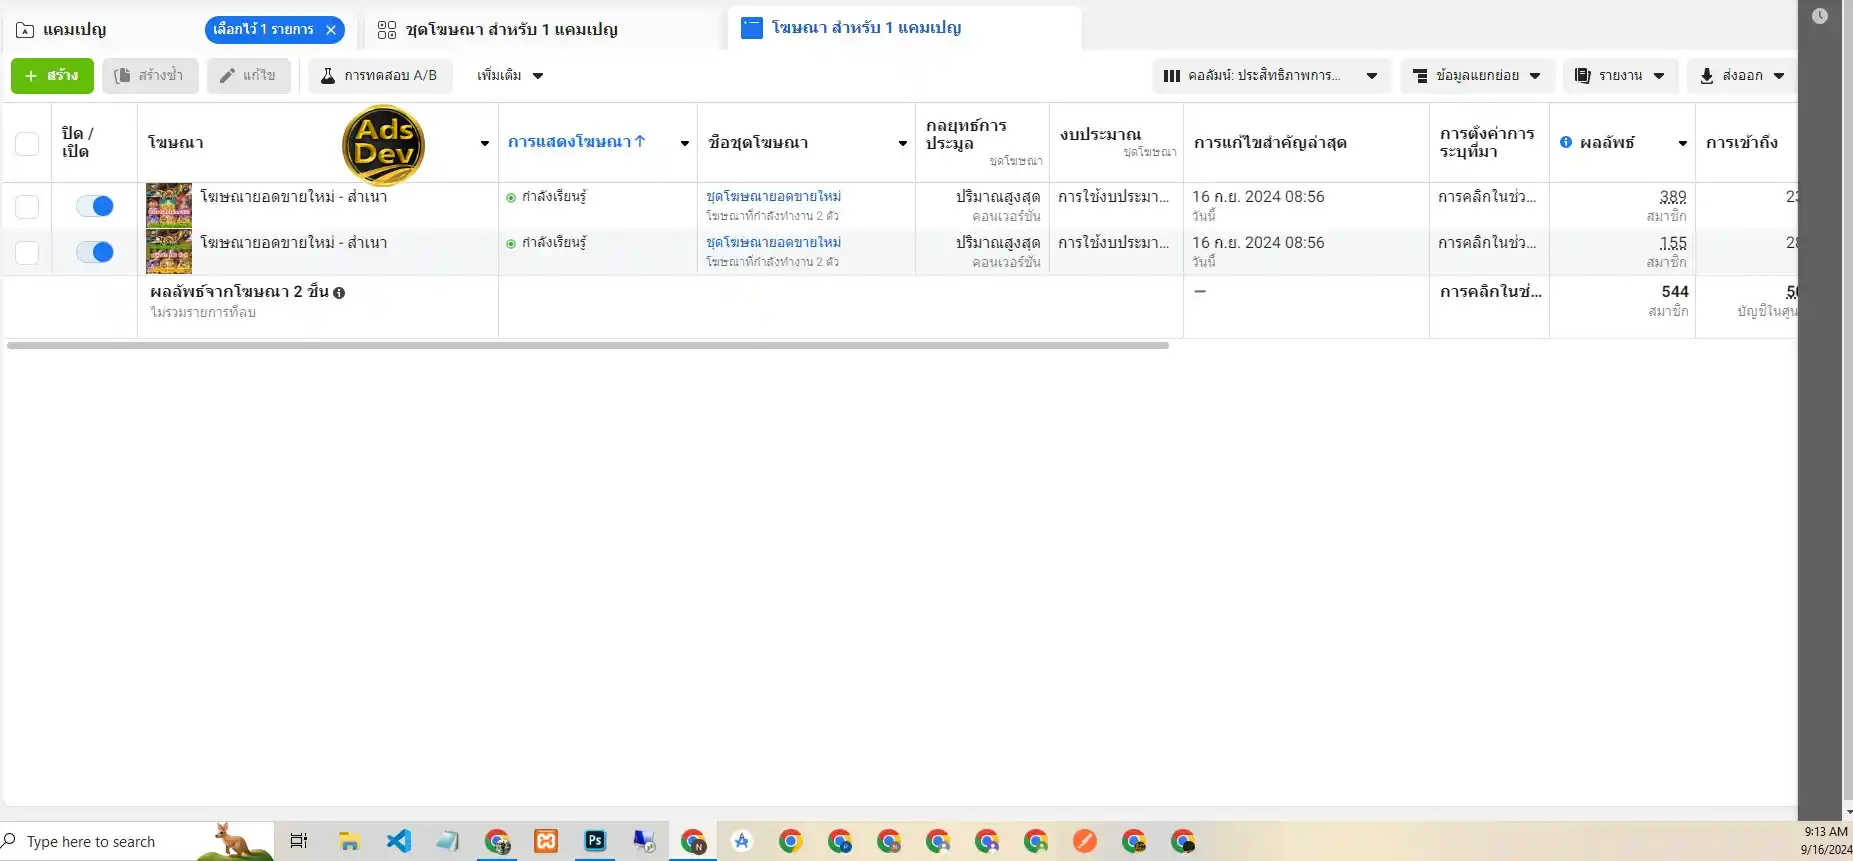 แคมเปญ
เลือกไว้ 1 รายการ
ชุดโฆษณา สำหรับ 1 แคมเปญ
โฆษณา สำหรับ 1 แคมเปญ
+ สร้าง
สร้างซ้ำ
แก้ไข
การทดสอบ A/B
เพิ่มเติม
คอลัมน์: ประสิทธิภาพการ...
ข้อมูลแยกย่อย
รายงาน
ส่งออก
ปิด /
เปิด
โฆษณา
Ads
Dev
การแสดงโฆษณา ↑
ชื่อชุดโฆษณา
กลยุทธ์การ
ประมูล
ชุดโฆษณา
งบประมาณ
ชุดโฆษณา
การแก้ไขสำคัญล่าสุด
การตั้งค่าการ
ระบุที่มา
ผลลัพธ์
การเข้าถึง
โฆษณายอดขายใหม่ - สำเนา
กำลังเรียนรู้
ชุดโฆษณายอดขายใหม่
โฆษณาที่กำลังทำงาน 2 ตัว
ปริมาณสูงสุด
คอนเวอร์ชั่น
การใช้งบประมา...
16 ก.ย. 2024 08:56
วันนี้
การคลิกในช่ว...
389
สมาชิก
โฆษณายอดขายใหม่ - สำเนา
กำลังเรียนรู้
ชุดโฆษณายอดขายใหม่
โฆษณาที่กำลังทำงาน 2 ตัว
ปริมาณสูงสุด
คอนเวอร์ชั่น
การใช้งบประมา...
16 ก.ย. 2024 08:56
วันนี้
การคลิกในช่ว...
155
สมาชิก
ผลลัพธ์จากโฆษณา 2 ชิ้น
ไม่รวมรายการที่ลบ
—
การคลิกในช่...
544
สมาชิก
บัญชีในศูน
Type here to search
Ps
9:13 AM
9/16/2024